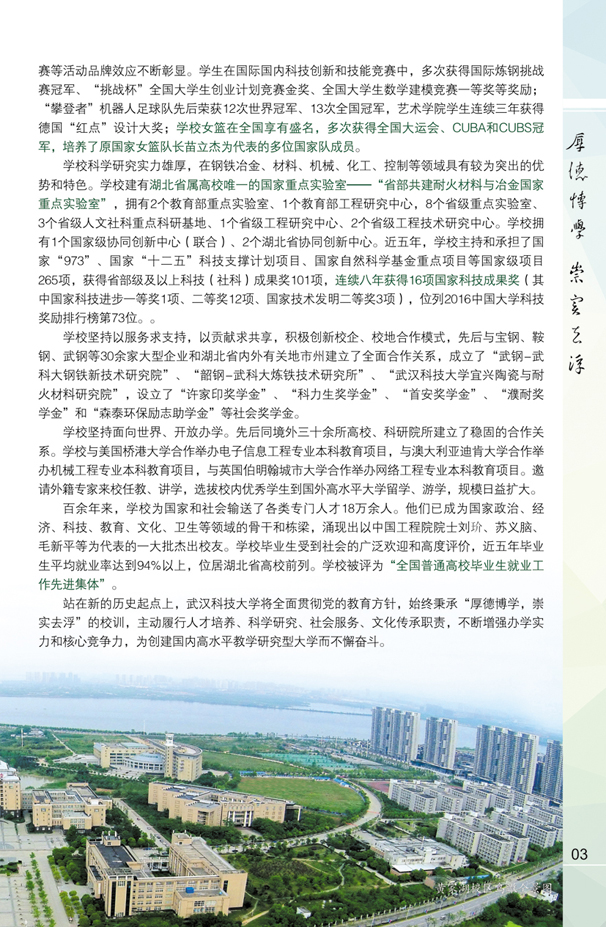 赛等活动品牌效应不断彰显。学生在国际国内科技创新和技能竞赛中，多次获得国际炼钢挑战
赛冠军、“挑战杯”全国大学生创业计划竞赛金奖、全国大学生数学建模竞赛一等奖等奖励；
“攀登者”机器人足球队先后荣获12次世界冠军、13次全国冠军，艺术学院学生连续三年获得
德国“红点”设计大奖；学校女篮在全国享有盛名，多次获得全国大运会、CUBA和CUBS冠
军，培养了原国家女篮队长苗立杰为代表的多位国家队成员。
学校科学研究实力雄厚，在钢铁冶金、材料、机械、化工、控制等领域具有较为突出的优
势和特色。学校建有湖北省属高校唯一的国家重点实验室——“省部共建耐火材料与冶金国家
重点实验室”，拥有2个教育部重点实验室、1个教育部工程研究中心，8个省级重点实验室、
3个省级人文社科重点科研基地、1个省级工程研究中心、2个省级工程技术研究中心。学校拥
有1个国家级协同创新中心（联合）、2个湖北省协同创新中心。近五年，学校主持和承担了国
家“973”、国家“十二五”科技支撑计划项目、国家自然科学基金重点项目等国家级项目
265项，获得省部级及以上科技（社科）成果奖101项，连续八年获得16项国家科技成果奖（其
中国家科技进步一等奖1项、二等奖12项、国家技术发明二等奖3项），位列2016中国大学科技
奖励排行榜第73位。。
学校坚持以服务求支持，以贡献求共享，积极创新校企、校地合作模式，先后与宝钢、鞍
钢、武钢等30余家大型企业和湖北省内外有关地市州建立了全面合作关系，成立了“武钢-武
科大钢铁新技术研究院”、“韶钢-武科大炼铁技术研究所”、“武汉科技大学宜兴陶瓷与耐
火材料研究院”，设立了“许家印奖学金”、“科力生奖学金”、“首安奖学金”、“濮耐奖
学金”和“森泰环保励志助学金”等社会奖学金。
学校坚持面向世界、开放办学。先后同境外三十余所高校、科研院所建立了稳固的合作关
系。学校与美国桥港大学合作举办电子信息工程专业本科教育项目，与澳大利亚迪肯大学合作举
办机械工程专业本科教育项目，与英国伯明翰城市大学合作举办网络工程专业本科教育项目。邀
请外籍专家来校任教、讲学，选拔校内优秀学生到国外高水平大学留学、游学，规模日益扩大。
百余年来，学校为国家和社会输送了各类专门人才18万余人。他们已成为国家政治、经
济、科技、教育、文化、卫生等领域的骨干和栋梁，涌现出以中国工程院院士刘玠、苏义脑、
毛新平等为代表的一大批杰出校友。学校毕业生受到社会的广泛欢迎和高度评价，近五年毕业
生平均就业率达到94%以上，位居湖北省高校前列。学校被评为“全国普通高校毕业生就业工
作先进集体”。
站在新的历史起点上，武汉科技大学将全面贯彻党的教育方针，始终秉承“厚德博学，崇
实去浮”的校训，主动履行人才培养、科学研究、社会服务、文化传承职责，不断增强办学实
力和核心竞争力，为创建国内高水平教学研究型大学而不懈奋斗。
厚德博学 崇实去浮
03